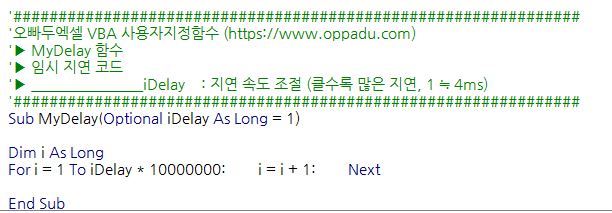 '###############################################################
'오빠두엑셀 VBA 사용자지정함수 (https://www.oppadu.com)
'▶ MyDelay 함수
'▶ 임시 지연 코드
'▶ _______________iDelay    : 지연 속도 조절 (클수록 많은 지연, 1 ≒ 4ms)
'###############################################################
Sub MyDelay(Optional iDelay As Long = 1)
Dim i As Long
For i = 1 To iDelay * 10000000:        i = i + 1:        Next
End Sub